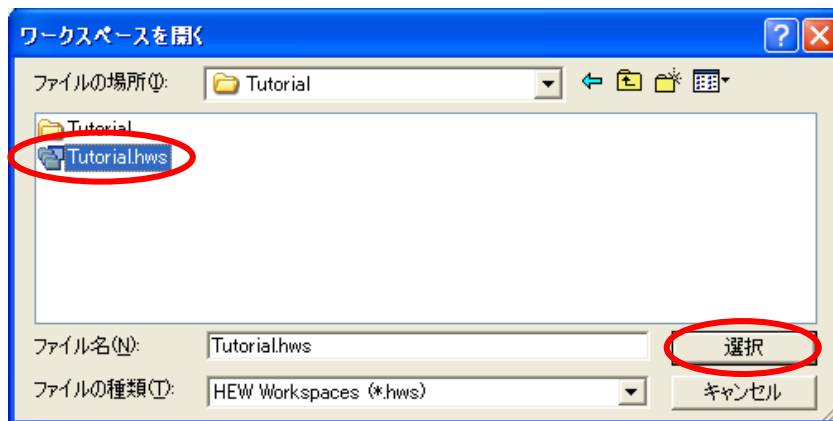 ワークスペースを開く
ファイルの場所(I): Tutorial
Tutorial
Tutorial.hws
ファイル名(N): Tutorial.hws 選択
ファイルの種類(T): HEW Workspaces (*.hws) キャンセル